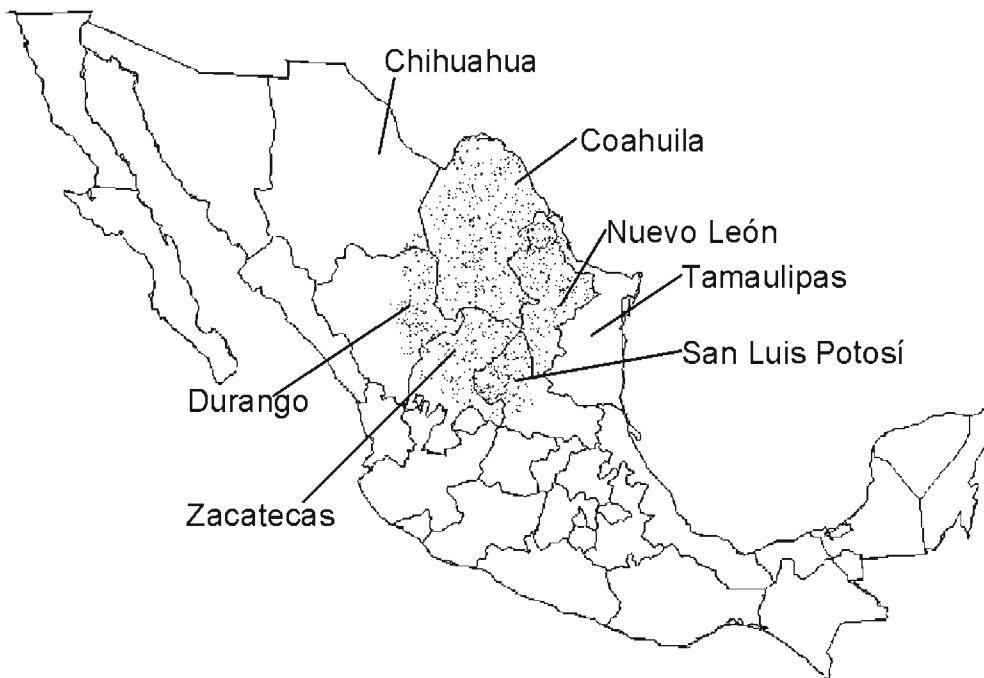 Chihuahua
Coahuila
Nuevo León
Tamaulipas
San Luis Potosí
Durango
Zacatecas